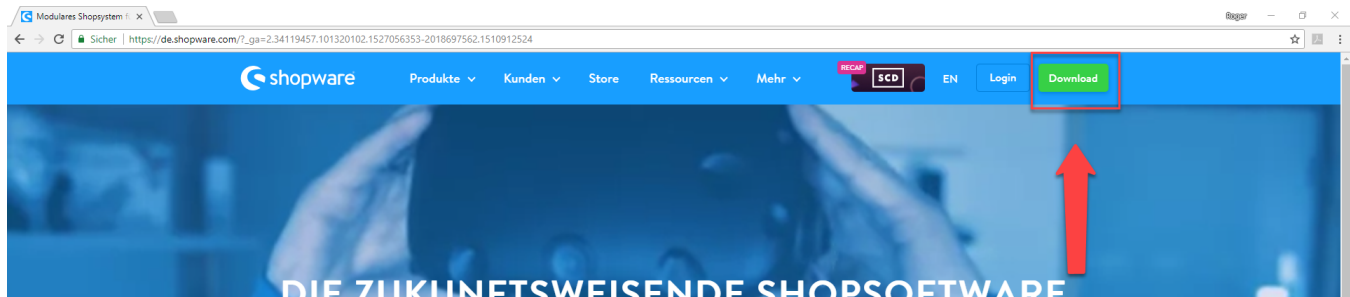 Modulares Shopsystem f
Roger
Sicher | https://de.shopware.com/?_ga=2.34119457.101320102.1527056353-2018697562.1510912524
shopware
Produkte
Kunden
Store
Ressourcen
Mehr
RECAP
SCD
EN
Login
Download
DIE ZUKUNFTSWEISENDE SHOPSOFTWARE